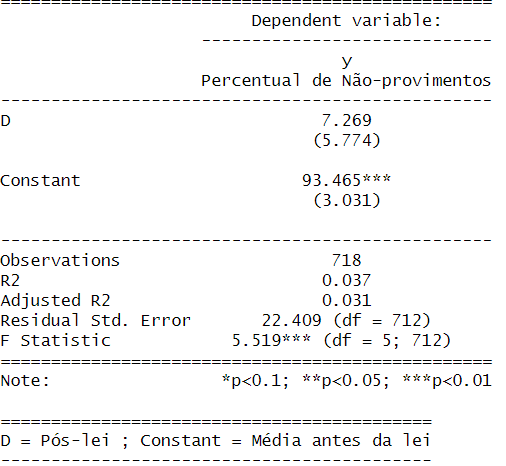 =================================================
Dependent variable:
-----------------------------
y
Percentual de Não-provimentos
-------------------------------------------------
D 7.269
(5.774)
Constant 93.465***
(3.031)
-------------------------------------------------
Observations 718
R2 0.037
Adjusted R2 0.031
Residual Std. Error 22.409 (df = 712)
F Statistic 5.519*** (df = 5; 712)
=================================================
Note: *p<0.1; **p<0.05; ***p<0.01
===========================================
D = Pós-lei ; Constant = Média antes da lei
-------------------------------------------